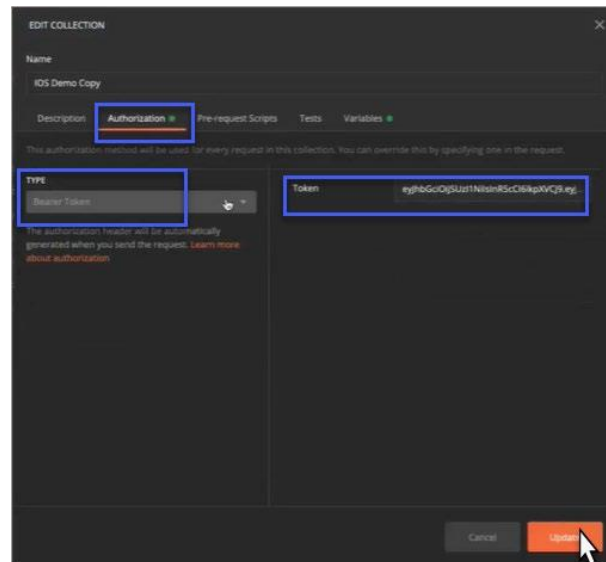 EDIT COLLECTION
Name
IOS Demo Copy
Description Authorization Pre-request Scripts Tests Variables
This authorization method will be used for every request in this collection. You can override this by specifying one in the request.
TYPE
Bearer Token
Token
The authorization header will be automatically
generated when you send the request. Learn more
about authorization
Cancel
Update